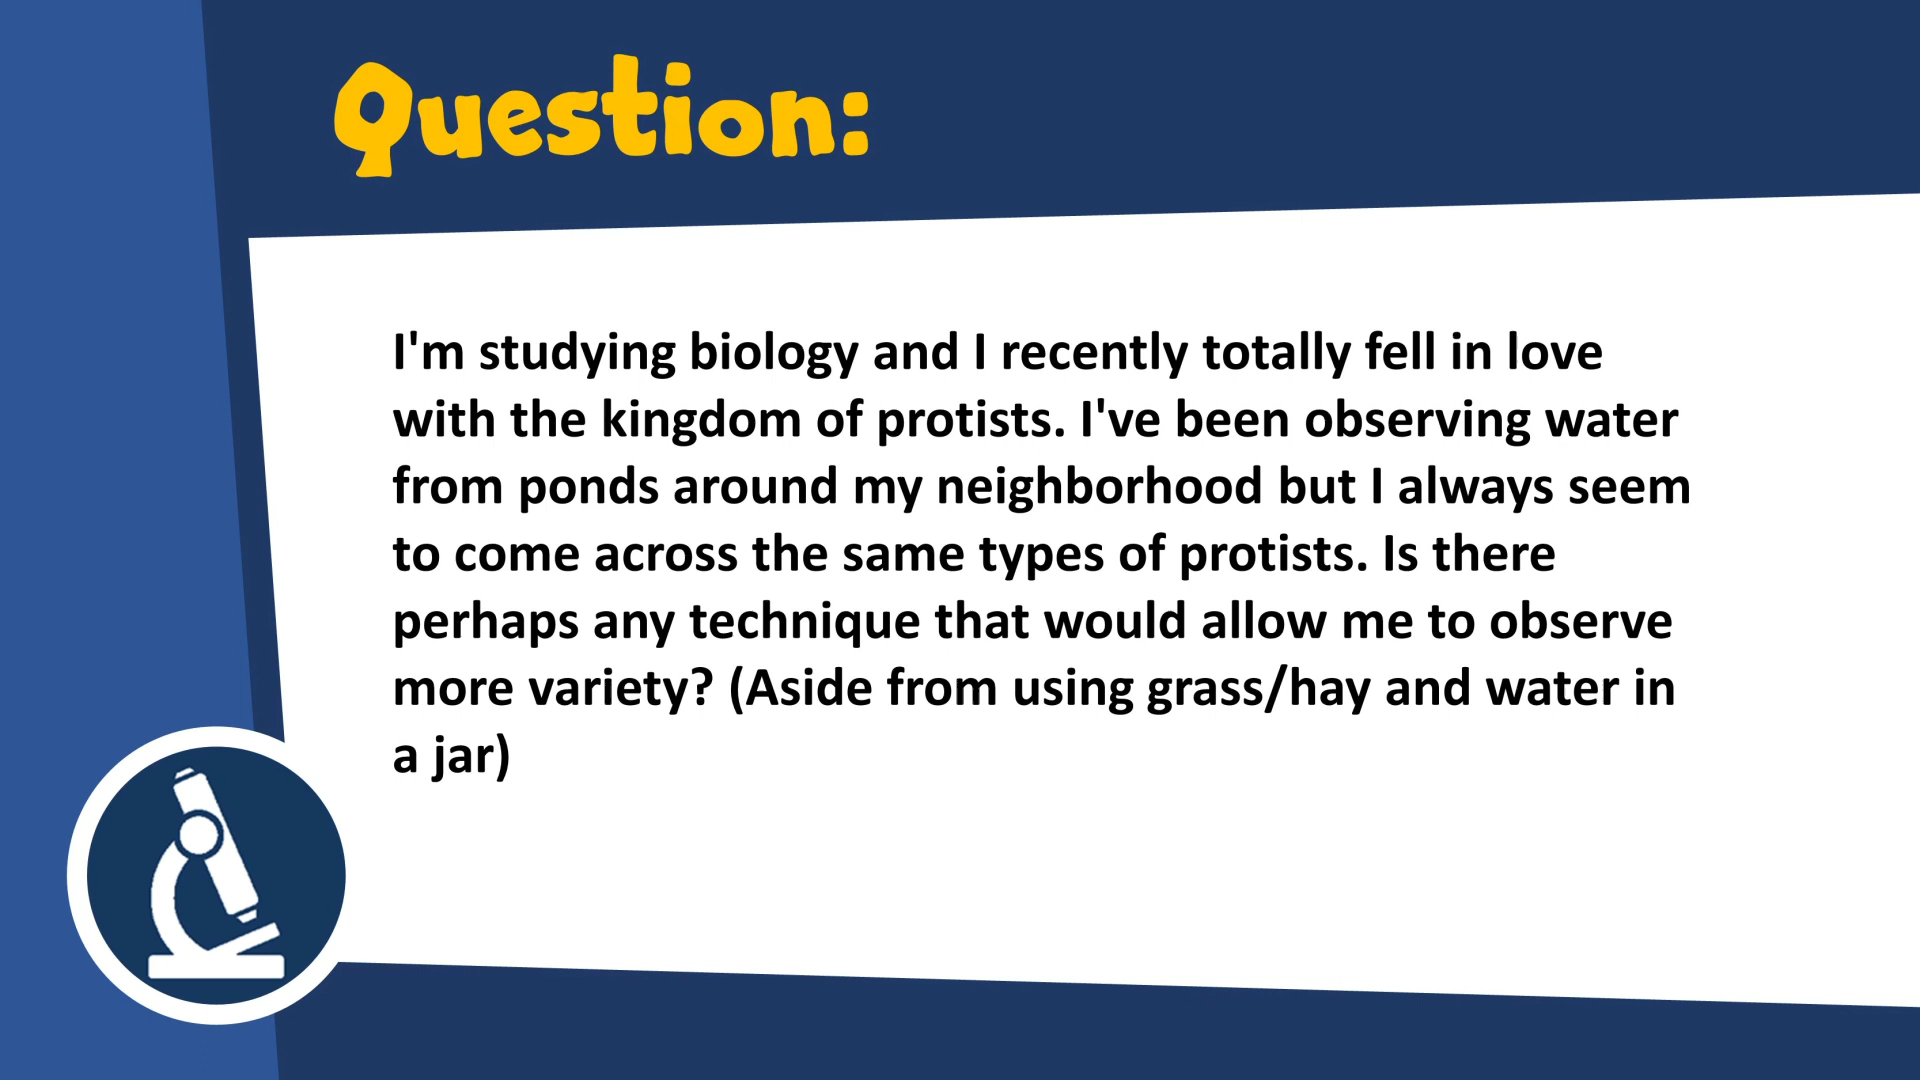 Question:
I'm studying biology and I recently totally fell in love
with the kingdom of protists. I've been observing water
from ponds around my neighborhood but I always seem
to come across the same types of protists. Is there
perhaps any technique that would allow me to observe
more variety? (Aside from using grass/hay and water in
a jar)